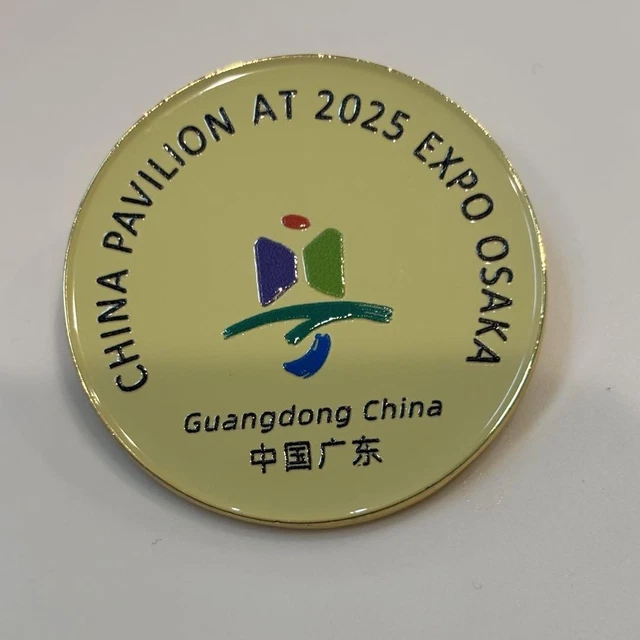 CHINA PAVILION AT 2025 EXPO OSAKA
Guangdong China
中国广东